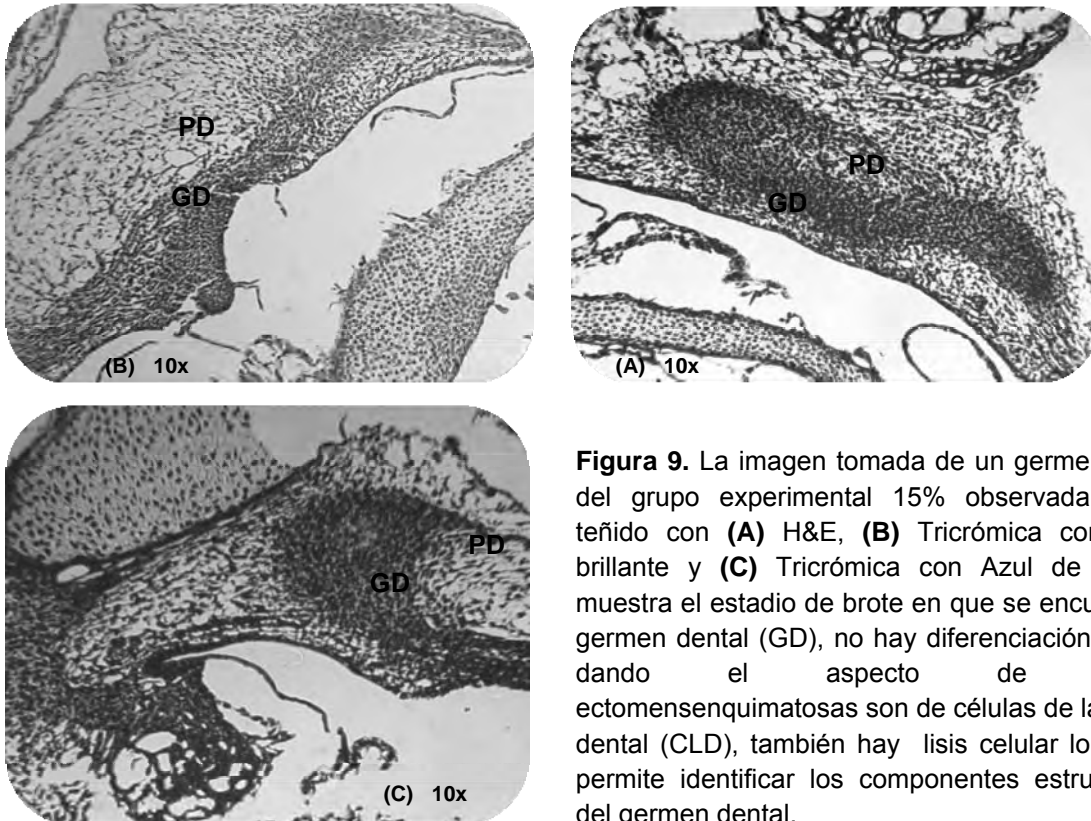 PD
GD
(B) 10x
PD
GD
(A) 10x
PD
GD
(C) 10x
Figura 9. La imagen tomada de un germe
del grupo experimental 15% observada
teñido con (A) H&E, (B) Tricrómica con
brillante y (C) Tricrómica con Azul de
muestra el estadio de brote en que se encu
germen dental (GD), no hay diferenciación
dando el aspecto de
ectomensenquimatosas son de células de la
dental (CLD), también hay lisis celular lo
permite identificar los componentes estru
del germen dental.